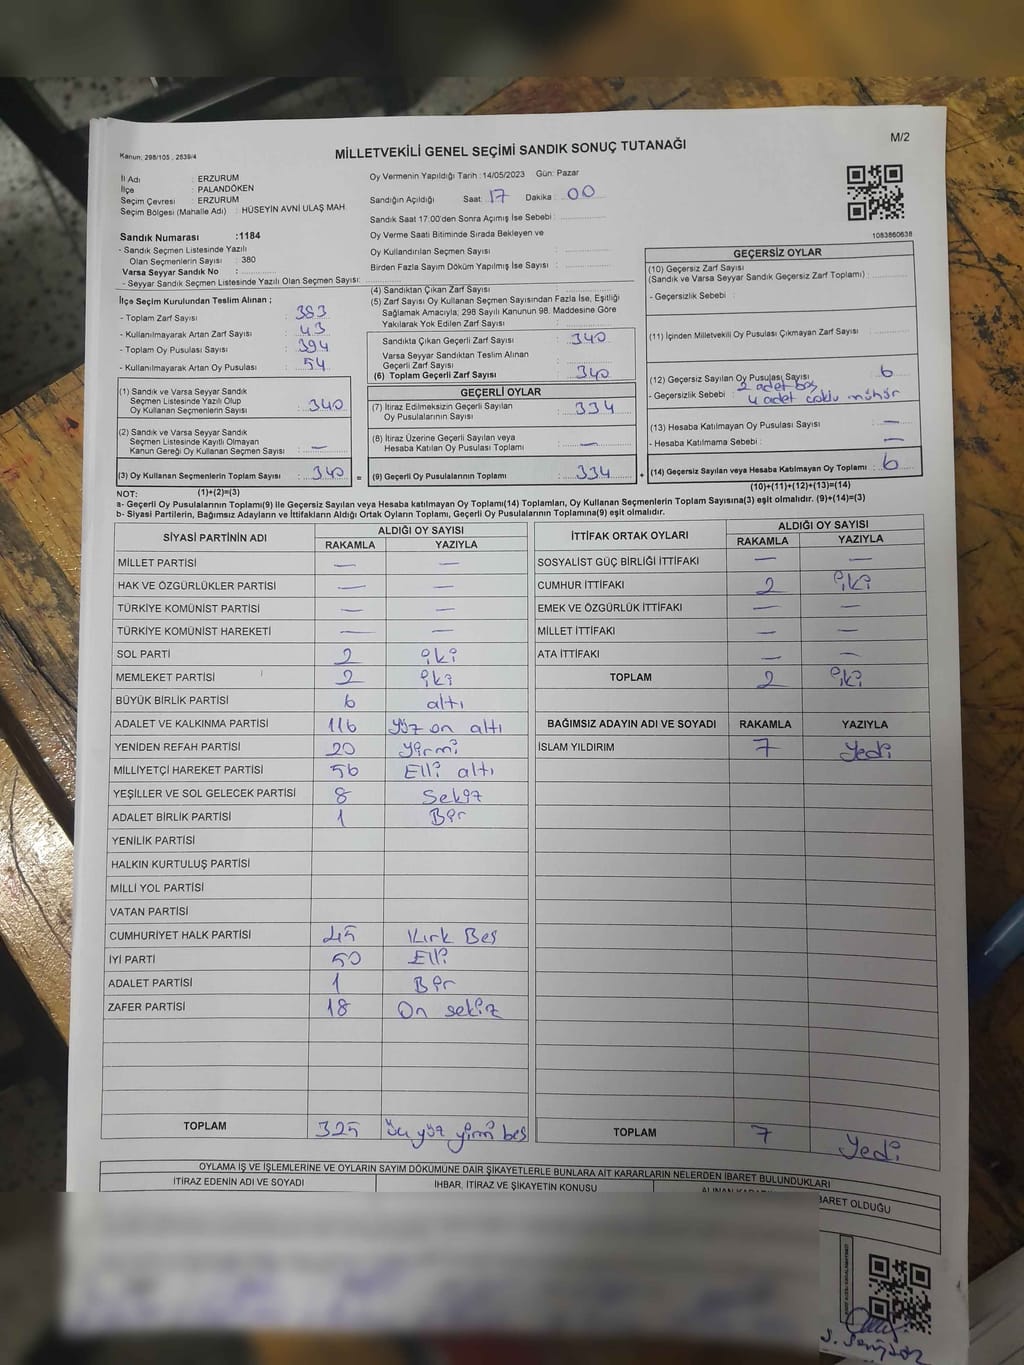 Kanun: 298/105 , 2839/4
MİLLETVEKİLİ GENEL SEÇİMİ SANDIK SONUÇ TUTANAĞI
M/2
İl Adı : ERZURUM
İlçe : PALANDÖKEN
Seçim Çevresi : ERZURUM
Seçim Bölgesi (Mahalle Adı) : HÜSEYİN AVNİ ULAŞ MAH.
Sandık Numarası :1184
- Sandık Seçmen Listesinde Yazılı
Olan Seçmenlerin Sayısı :380
Varsa Seyyar Sandık No :
- Seyyar Sandık Seçmen Listesinde Yazılı Olan Seçmen Sayısı:
Oy Vermenin Yapıldığı Tarih :14/05/2023 Gün: Pazar
Sandığın Açıldığı Saat: 17 Dakika: 00
Sandık Saat 17:00'den Sonra Açımış İse Sebebi :
Oy Verme Saati Bitiminde Sırada Bekleyen ve
Oy Kullandırılan Seçmen Sayısı :
Birden Fazla Sayım Döküm Yapılmış İse Sayısı :
1083860638
İlçe Seçim Kurulundan Teslim Alınan ;
- Toplam Zarf Sayısı : 383
- Kullanılmayarak Artan Zarf Sayısı : 43
- Toplam Oy Pusulası Sayısı : 394
- Kullanılmayarak Artan Oy Pusulası : 54
(4) Sandıktan Çıkan Zarf Sayısı :
(5) Zarf Sayısı Oy Kullanan Seçmen Sayısından Fazla İse, Eşitliği
Sağlamak Amacıyla; 298 Sayılı Kanunun 98. Maddesine Göre
Yakılarak Yok Edilen Zarf Sayısı :
Sandıkta Çıkan Geçerli Zarf Sayısı : 340
Varsa Seyyar Sandıktan Teslim Alınan
Geçerli Zarf Sayısı :
(6) Toplam Geçerli Zarf Sayısı : 340
GEÇERSİZ OYLAR
(10) Geçersiz Zarf Sayısı
(Sandık ve Varsa Seyyar Sandık Geçersiz Zarf Toplamı) :
- Geçersizlik Sebebi :
(11) İçinden Milletvekili Oy Pusulası Çıkmayan Zarf Sayısı :
(12) Geçersiz Sayılan Oy Pusulası Sayısı : 6
2 adet boş
- Geçersizlik Sebebi : 4 adet çoklu mühür
(13) Hesaba Katılmayan Oy Pusulası Sayısı : —
- Hesaba Katılmama Sebebi : —
(14) Geçersiz Sayılan veya Hesaba Katılmayan Oy Toplamı : 6
(10)+(11)+(12)+(13)=(14)
(1) Sandık ve Varsa Seyyar Sandık
Seçmen Listesinde Yazılı Olup
Oy Kullanan Seçmenlerin Sayısı : 340
(2) Sandık ve Varsa Seyyar Sandık
Seçmen Listesinde Kayıtlı Olmayan
Kanun Gereği Oy Kullanan Seçmen Sayısı : —
(3) Oy Kullanan Seçmenlerin Toplam Sayısı : 340 =
GEÇERLİ OYLAR
(7) İtiraz Edilmeksizin Geçerli Sayılan
Oy Pusulalarının Sayısı : 334
(8) İtiraz Üzerine Geçerli Sayılan veya
Hesaba Katılan Oy Pusulası Toplamı : —
(9) Geçerli Oy Pusulalarının Toplamı : 334 +
NOT: (1)+(2)=(3)
a- Geçerli Oy Pusulalarının Toplamı(9) ile Geçersiz Sayılan veya Hesaba katılmayan Oy Toplamı(14) Toplamları, Oy Kullanan Seçmenlerin Toplam Sayısına(3) eşit olmalıdır. (9)+(14)=(3)
b- Siyasi Partilerin, Bağımsız Adayların ve İttifakların Aldığı Ortak Oyların Toplamı, Geçerli Oy Pusulalarının Toplamına(9) eşit olmalıdır.
SİYASİ PARTİNİN ADI ALDIĞI OY SAYISI
RAKAMLA YAZIYLA
MİLLET PARTİSİ — —
HAK VE ÖZGÜRLÜKLER PARTİSİ — —
TÜRKİYE KOMÜNİST PARTİSİ — —
TÜRKİYE KOMÜNİST HAREKETİ — —
SOL PARTİ 2 iki
MEMLEKET PARTİSİ 2 iki
BÜYÜK BİRLİK PARTİSİ 6 altı
ADALET VE KALKINMA PARTİSİ 116 yüz on altı
YENİDEN REFAH PARTİSİ 20 yirmi
MİLLİYETÇİ HAREKET PARTİSİ 56 Elli altı
YEŞİLLER VE SOL GELECEK PARTİSİ 8 Sekiz
ADALET BİRLİK PARTİSİ 1 Bir
YENİLİK PARTİSİ
HALKIN KURTULUŞ PARTİSİ
MİLLİ YOL PARTİSİ
VATAN PARTİSİ
CUMHURİYET HALK PARTİSİ 45 Kırk Beş
İYİ PARTİ 50 Elli
ADALET PARTİSİ 1 Bir
ZAFER PARTİSİ 18 On sekiz
TOPLAM 325 Üç yüz yirmi beş
İTTİFAK ORTAK OYLARI ALDIĞI OY SAYISI
RAKAMLA YAZIYLA
SOSYALİST GÜÇ BİRLİĞİ İTTİFAKI — —
CUMHUR İTTİFAKI 2 iki
EMEK VE ÖZGÜRLÜK İTTİFAKI — —
MİLLET İTTİFAKI — —
ATA İTTİFAKI — —
TOPLAM 2 iki
BAĞIMSIZ ADAYIN ADI VE SOYADI RAKAMLA YAZIYLA
İSLAM YILDIRIM 7 Yedi
TOPLAM 7 Yedi
OYLAMA İŞ VE İŞLEMLERİNE VE OYLARIN SAYIM DÖKÜMÜNE DAİR ŞİKAYETLERLE BUNLARA AİT KARARLARIN NELERDEN İBARET BULUNDUKLARI
İTİRAZ EDENİN ADI VE SOYADI İHBAR, İTİRAZ VE ŞİKAYETİN KONUSU
İBARET OLDUĞU